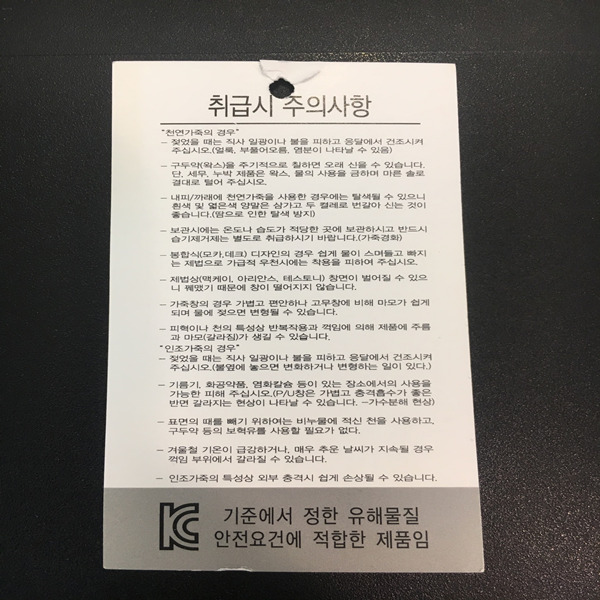 취급시 주의사항
"천연가죽의 경우"
- 젖었을 때는 직사 일광이나 불을 피하고 응달에서 건조시켜
주십시오.(얼룩, 부풀어오름, 염분이 나타날 수 있음)
- 구두약(왁스)을 주기적으로 칠하면 오래 신을 수 있습니다.
단, 세무, 누박 제품은 왁스, 물의 사용을 금하며 마른 솔로
결대로 털어 주십시오.
- 내피/까래에 천연가죽을 사용한 경우에는 탈색될 수 있으니
흰색 및 엷은색 양말은 삼가고 두 켤레로 번갈아 신는 것이
좋습니다.(땀으로 인한 탈색 방지)
- 보관시에는 온도나 습도가 적당한 곳에 보관하시고 반드시
습기제거제는 별도로 취급하시기 바랍니다.(가죽경화)
- 봉합식(모카,데크) 디자인의 경우 쉽게 물이 스며들고 빠지
는 제법으로 가급적 우천시에는 착용을 피하여 주십시오.
- 제법상(맥케이, 아리안스, 테스토니) 창면이 벌어질 수 있으
니 꿰맸기 때문에 창이 떨어지지 않습니다.
- 가죽창의 경우 가볍고 편안하나 고무창에 비해 마모가 쉽게
되며 물에 젖으면 변형될 수 있습니다.
- 피혁이나 천의 특성상 반복작용과 꺽임에 의해 제품에 주름
과 마모(갈라짐)가 생길 수 있습니다.
"인조가죽의 경우"
- 젖었을 때는 직사 일광이나 불을 피하고 응달에서 건조시켜
주십시오.(불옆에 놓으면 변화하거나 변형하는 일이 있다.)
- 기름기, 화공약품, 염화칼슘 등이 있는 장소에서의 사용을
가능한 피해 주십시오.(P/U창은 가볍고 충격흡수가 좋은
반면 갈라지는 현상이 나타날 수 있습니다. -가수분해 현상)
- 표면의 때를 빼기 위하여는 비눗물에 적신 천을 사용하고,
구두약 등의 보혁유를 사용할 필요가 없다.
- 겨울철 기온이 급강하거나, 매우 추운 날씨가 지속될 경우
꺽임 부위에서 갈라질 수 있습니다.
- 인조가죽의 특성상 외부 충격시 쉽게 손상될 수 있습니다.
KC 기준에서 정한 유해물질
안전요건에 적합한 제품임